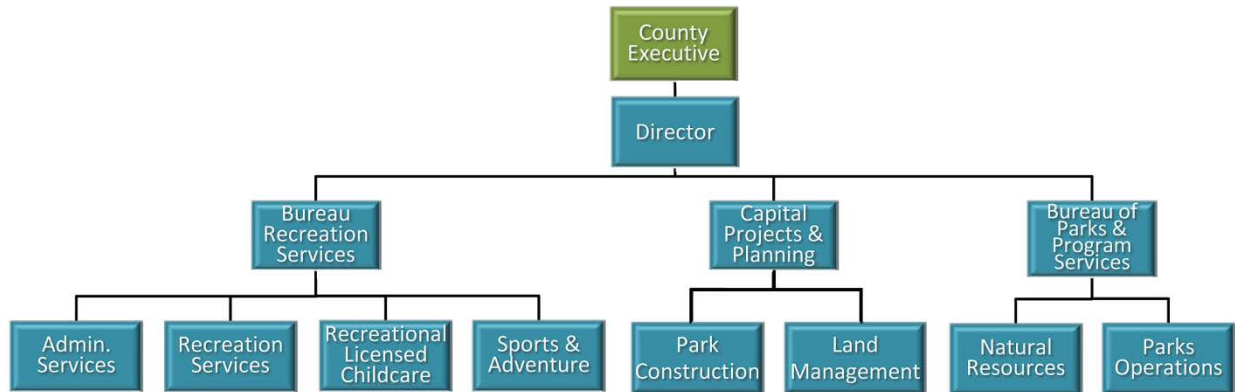 County
Executive
Director
Bureau
Recreation
Services
Capital
Projects &
Planning
Bureau of
Parks &
Program
Services
Admin.
Services
Recreation
Services
Recreational
Licensed
Childcare
Sports &
Adventure
Park
Construction
Land
Management
Natural
Resources
Parks
Operations